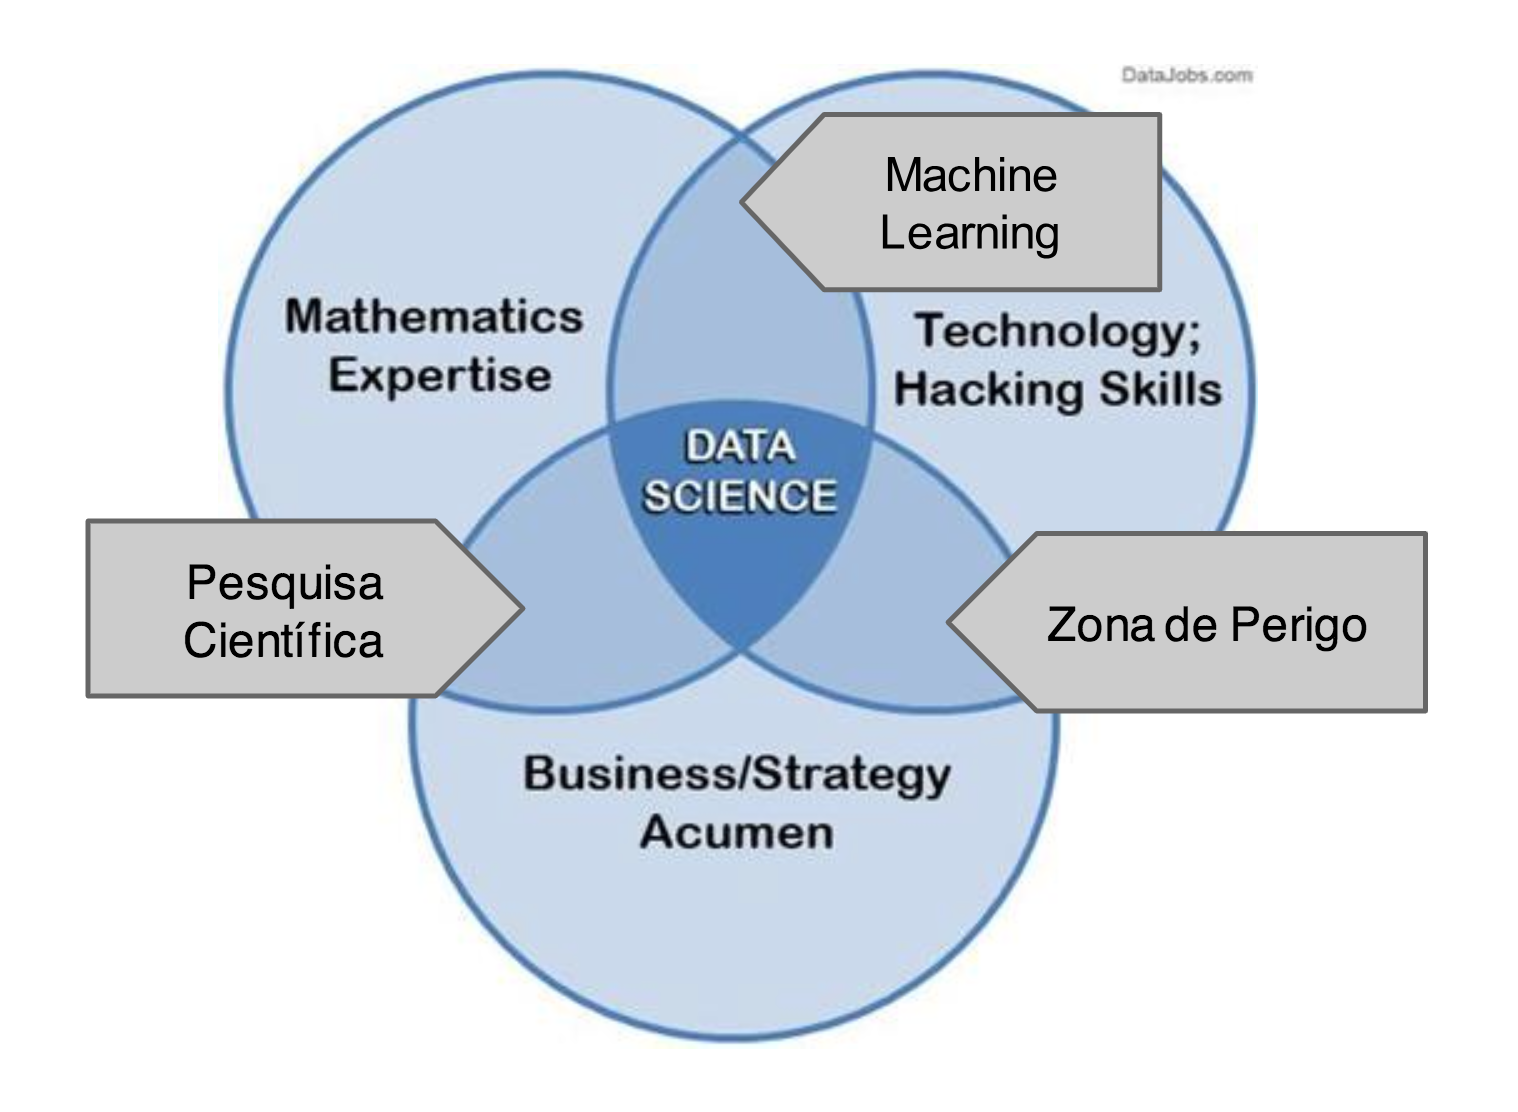 DataJobs.com
Machine
Learning
Mathematics
Expertise
Technology;
Hacking Skills
DATA
SCIENCE
Pesquisa
Científica
Zona de Perigo
Business/Strategy
Acumen